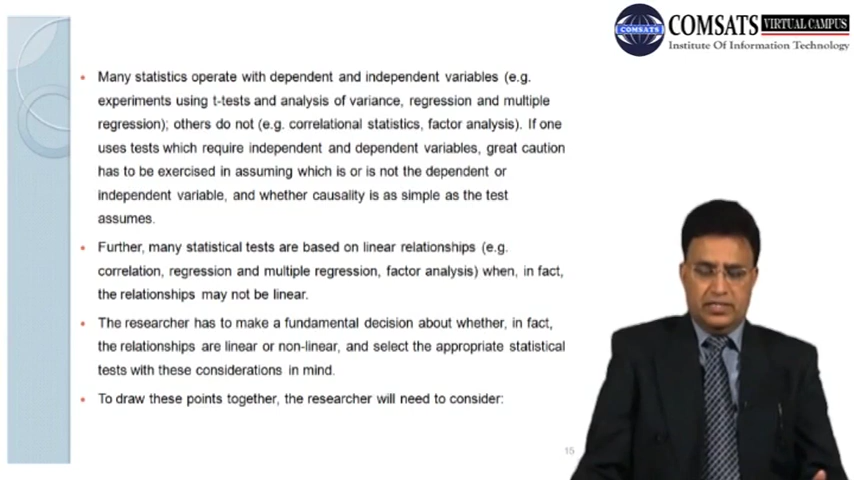 COMSATS
COMSATS VIRTUAL CAMPUS
Institute Of Information Technology
Many statistics operate with dependent and independent variables (e.g.
experiments using t-tests and analysis of variance, regression and multiple
regression); others do not (e.g. correlational statistics, factor analysis). If one
uses tests which require independent and dependent variables, great caution
has to be exercised in assuming which is or is not the dependent or
independent variable, and whether causality is as simple as the test
assumes.
Further, many statistical tests are based on linear relationships (e.g.
correlation, regression and multiple regression, factor analysis) when, in fact,
the relationships may not be linear.
The researcher has to make a fundamental decision about whether, in fact,
the relationships are linear or non-linear, and select the appropriate statistical
tests with these considerations in mind.
To draw these points together, the researcher will need to consider:
15